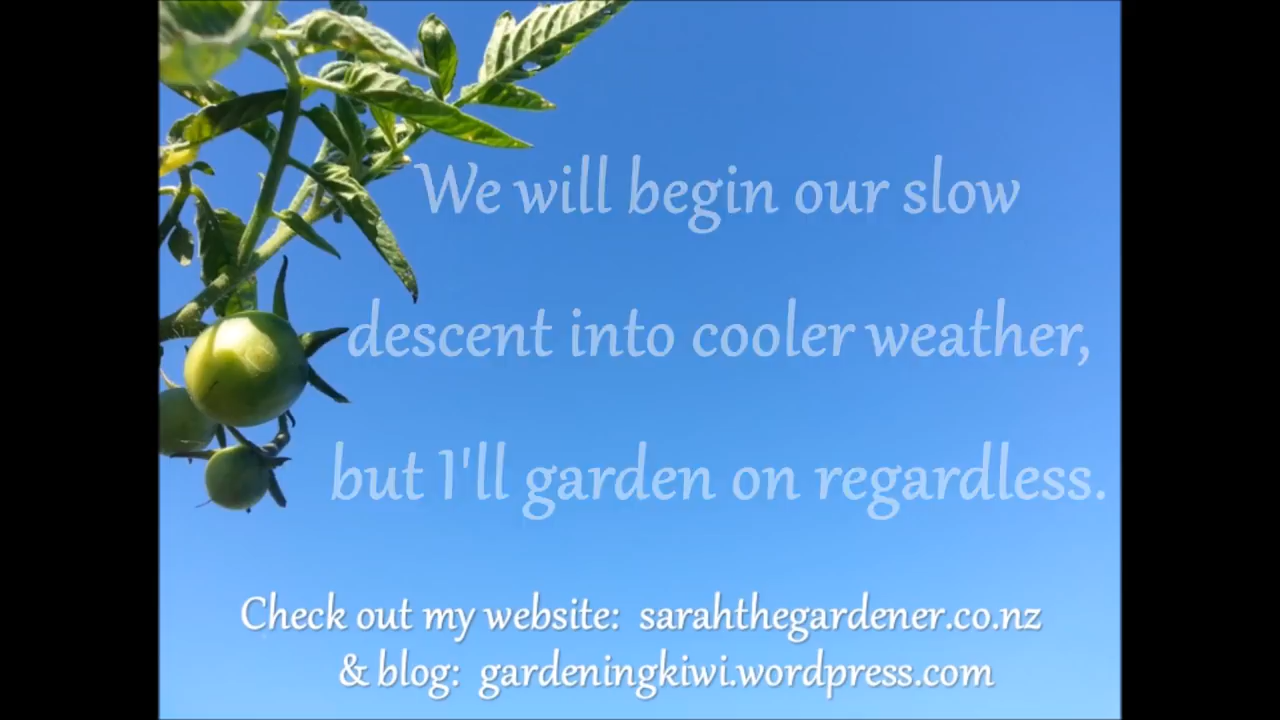 We will begin our slow
descent into cooler weather,
but I'll garden on regardless.
Check out my website: sarahthegardener.co.nz
& blog: gardeningkiwi.wordpress.com